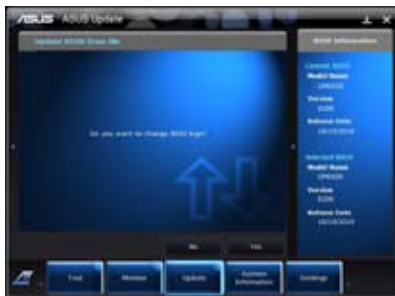 ASUS ASUS Update
Update BIOS from file
BIOS Information
Current BIOS
Model Name
Version
Release Date
Do you want to change BIOS logo?
Selected BIOS
Model Name
Version
Release Date
No Yes
Tool Monitor Update System Information Settings